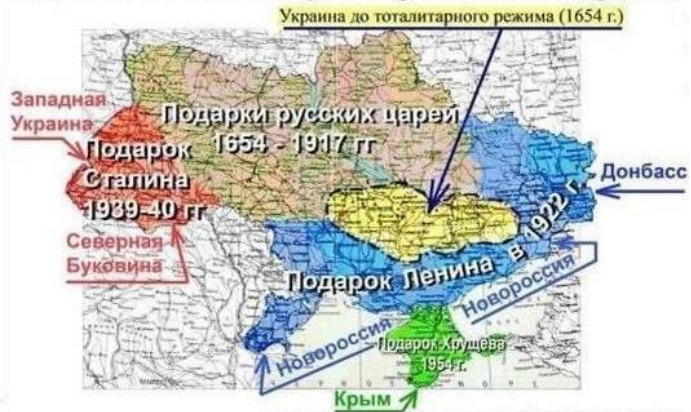 Украина до тоталитарного режима (1654 г.)
Западная
Украина
Подарки русских царей
1654 - 1917 гг
Подарок
Сталина
1939-40 гг
Донбасс
Северная
Буковина
Подарок Ленина в 1922 г.
Новороссия
Новороссия
Подарок Хрущёва
1954 г.
Крым